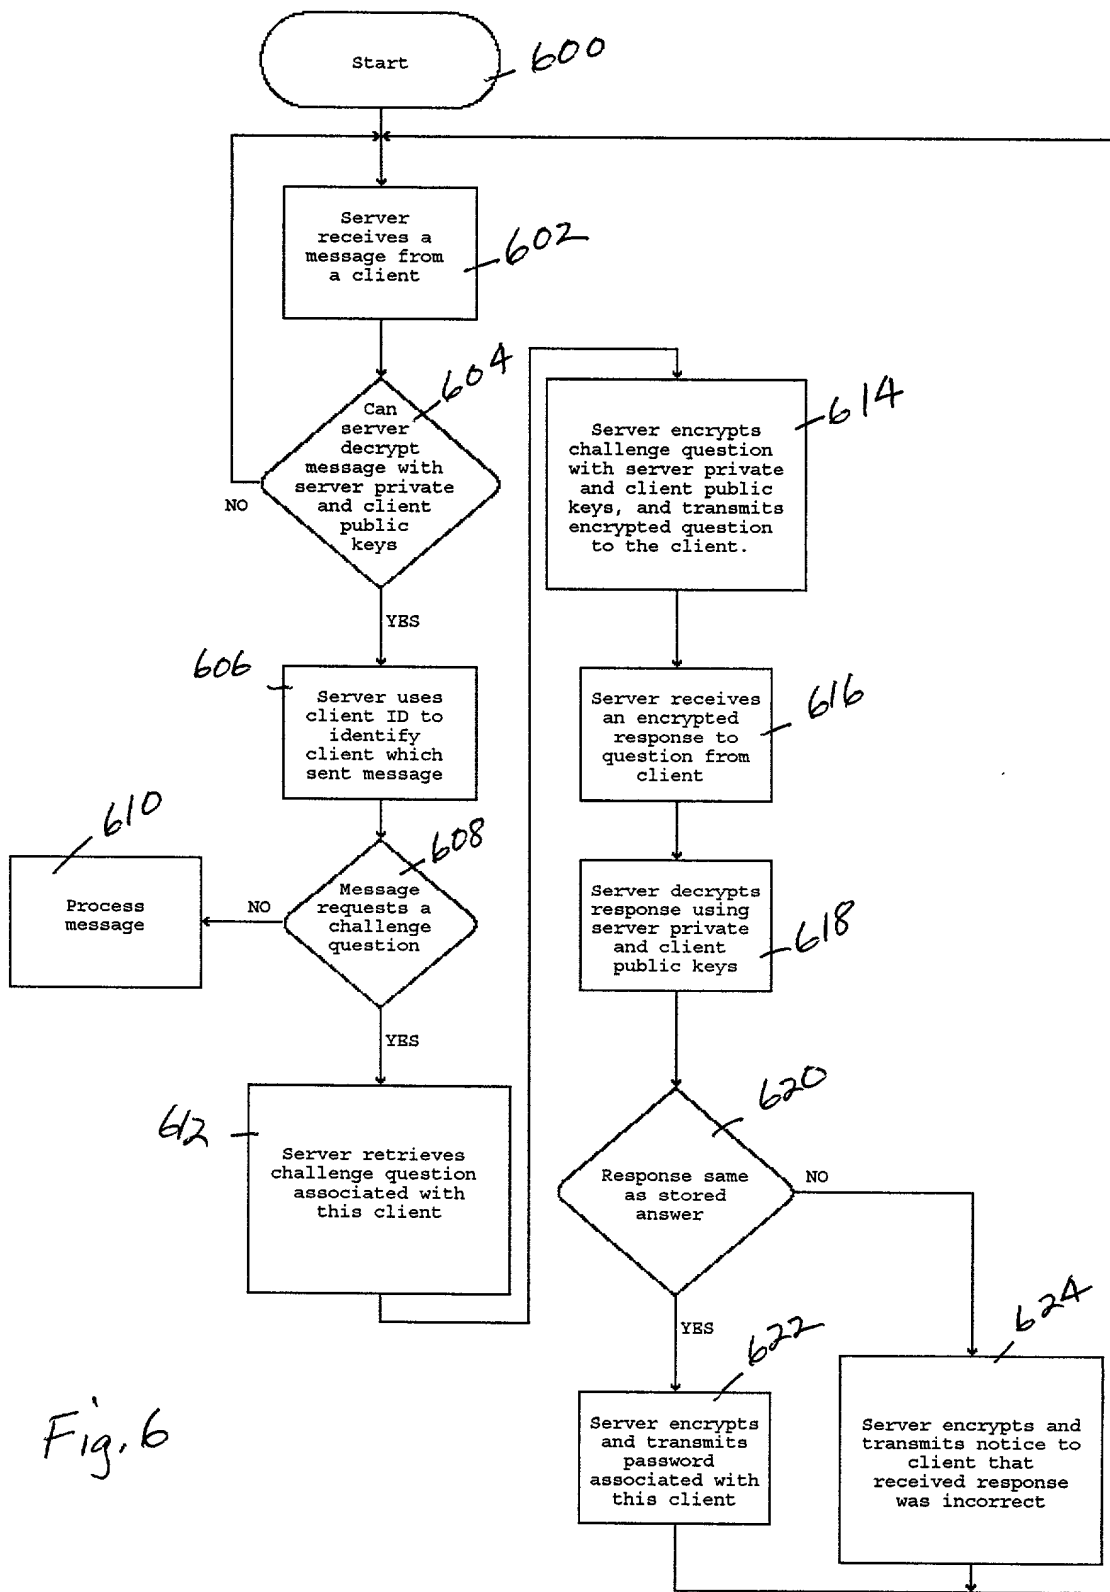 Start
600
Server
receives a
message from
a client
602
Can
server
decrypt
message with
server private
and client
public
keys
604
NO
YES
606
Server uses
client ID to
identify
client which
sent message
608
Message
requests a
challenge
question
NO
610
Process
message
YES
612
Server retrieves
challenge question
associated with
this client
614
Server encrypts
challenge question
with server private
and client public
keys, and transmits
encrypted question
to the client.
616
Server receives
an encrypted
response to
question from
client
618
Server decrypts
response using
server private
and client
public keys
620
Response same
as stored
answer
NO
YES
622
Server encrypts
and transmits
password
associated with
this client
624
Server encrypts and
transmits notice to
client that
received response
was incorrect
Fig. 6